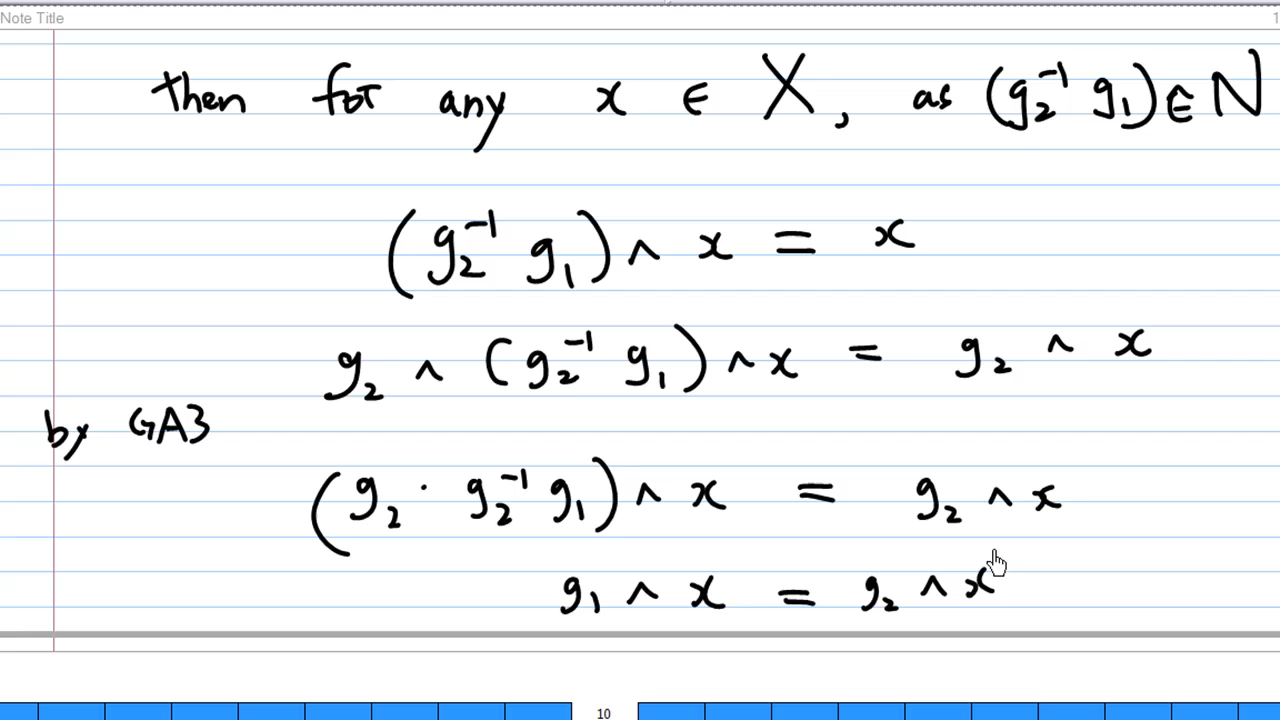 Note Title
1
then for any x ∈ X, as (g₂⁻¹ g₁) ∈ N
(g₂⁻¹ g₁) ∧ x = x
g₂ ∧ (g₂⁻¹ g₁) ∧ x = g₂ ∧ x
by GA3
(g₂ · g₂⁻¹ g₁) ∧ x = g₂ ∧ x
g₁ ∧ x = g₂ ∧ x
10